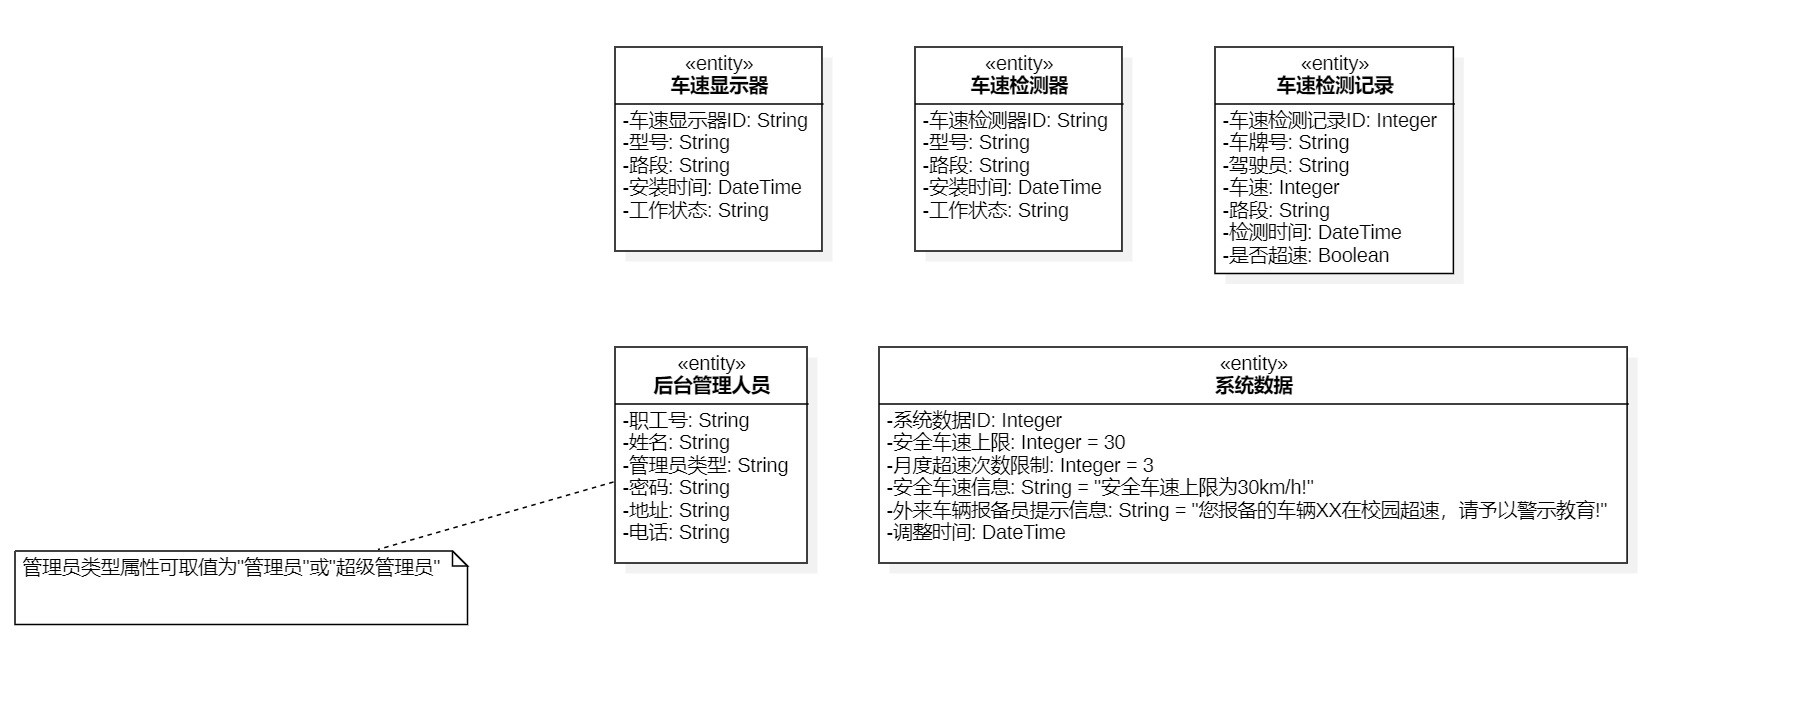 «entity»
车速显示器
-车速显示器ID: String
-型号: String
-路段: String
-安装时间: DateTime
-工作状态: String
«entity»
车速检测器
-车速检测器ID: String
-型号: String
-路段: String
-安装时间: DateTime
-工作状态: String
«entity»
车速检测记录
-车速检测记录ID: Integer
-车牌号: String
-驾驶员: String
-车速: Integer
-路段: String
-检测时间: DateTime
-是否超速: Boolean
«entity»
后台管理人员
-职工号: String
-姓名: String
-管理员类型: String
-密码: String
-地址: String
-电话: String
«entity»
系统数据
-系统数据ID: Integer
-安全车速上限: Integer = 30
-月度超速次数限制: Integer = 3
-安全车速信息: String = "安全车速上限为30km/h!"
-外来车辆报备员提示信息: String = "您报备的车辆XX在校园超速，请予以警示教育!"
-调整时间: DateTime
管理员类型属性可取值为"管理员"或"超级管理员"